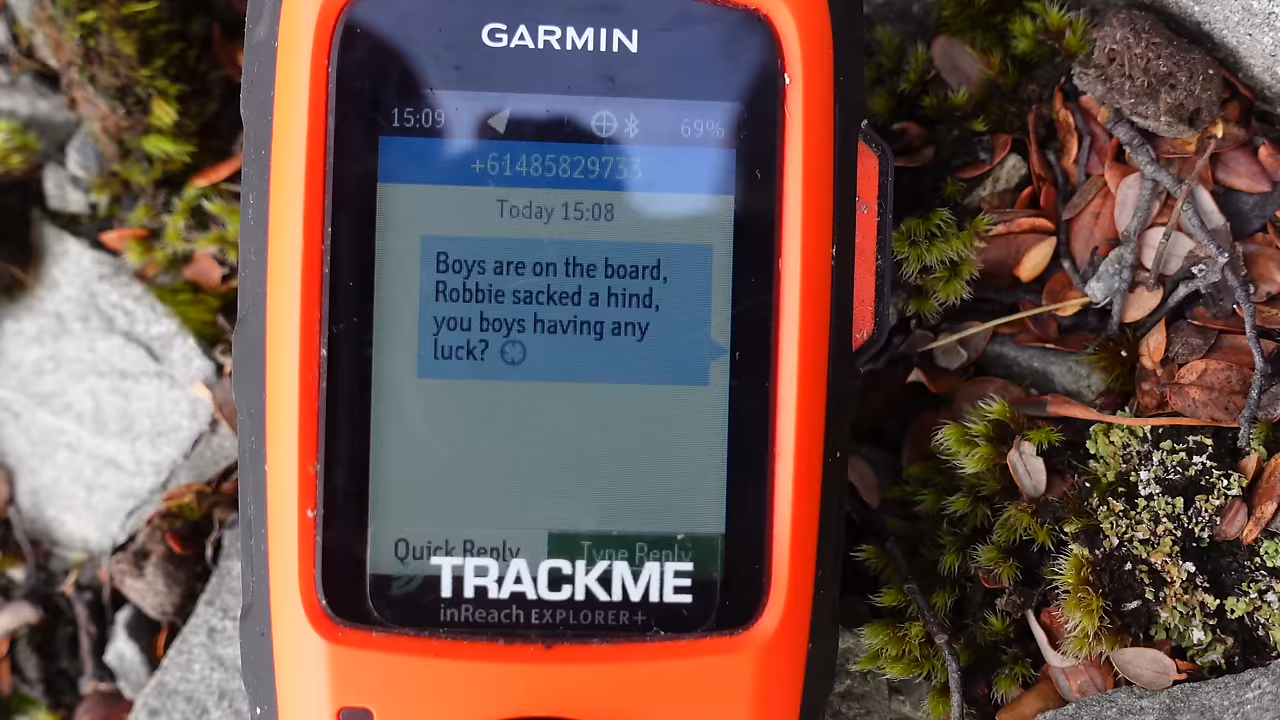 GARMIN
15:09 69%
+61485829733
Today 15:08
Boys are on the board,
Robbie sacked a hind,
you boys having any
luck?
Quick Reply Type Reply
TRACKME
inReach EXPLORER+